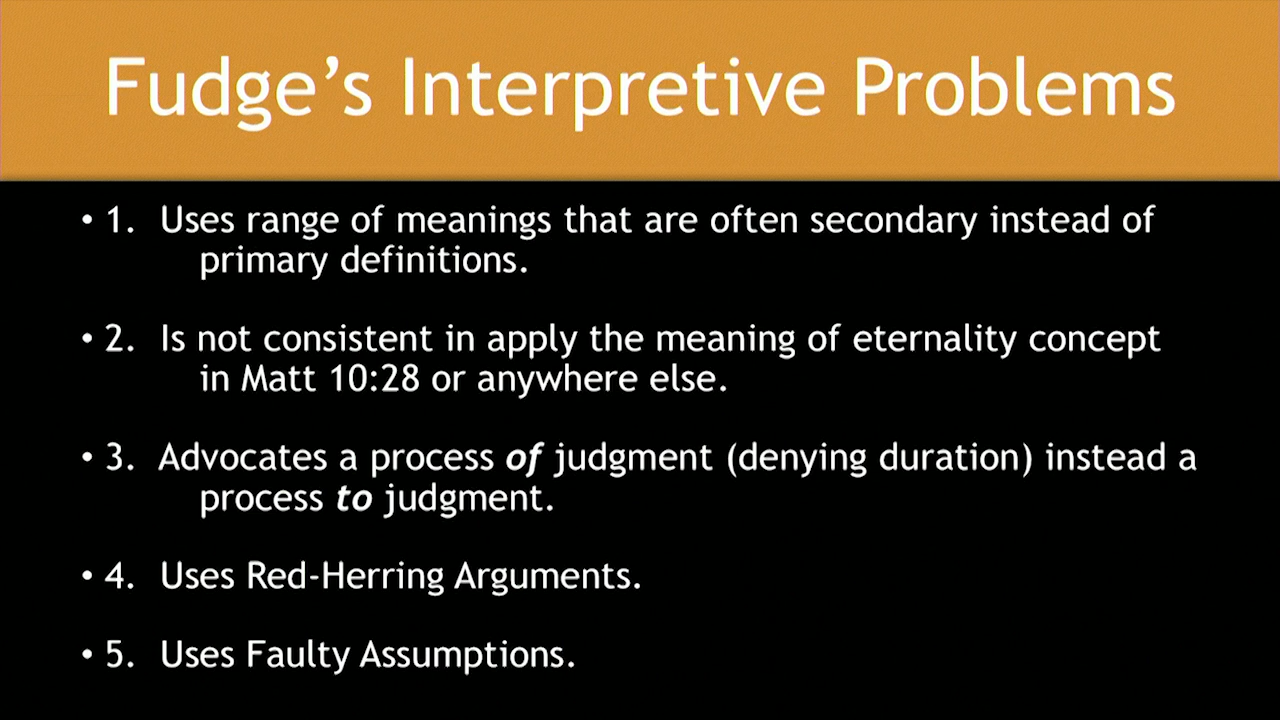 Fudge’s Interpretive Problems
• 1. Uses range of meanings that are often secondary instead of
primary definitions.
• 2. Is not consistent in apply the meaning of eternality concept
in Matt 10:28 or anywhere else.
• 3. Advocates a process of judgment (denying duration) instead a
process to judgment.
• 4. Uses Red-Herring Arguments.
• 5. Uses Faulty Assumptions.